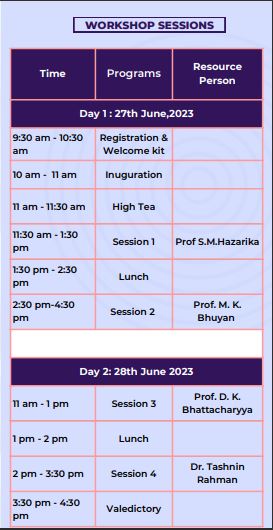 WORKSHOP SESSIONS
Time Programs Resource
Person
Day 1 : 27th June,2023
9:30 am - 10:30
am
Registration &
Welcome kit
10 am - 11 am Inuguration
11 am - 11:30 am High Tea
11:30 am - 1:30
pm
Session 1 Prof S.M.Hazarika
1:30 pm - 2:30
pm
Lunch
2:30 pm-4:30
pm
Session 2
Prof. M. K.
Bhuyan
Day 2: 28th June 2023
11 am - 1 pm Session 3
Prof. D. K.
Bhattacharyya
1 pm - 2 pm Lunch
2 pm - 3:30 pm Session 4
Dr. Tashnin
Rahman
3:30 pm - 4:30
pm
Valedictory